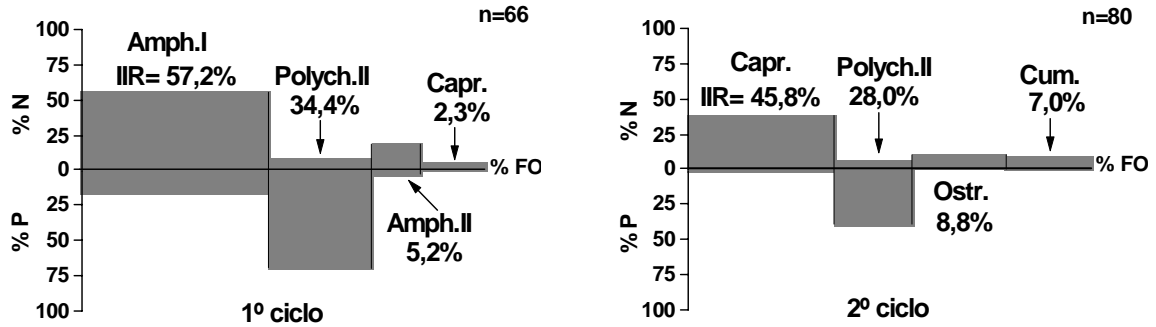 n=66
100
75
50
25
0
25
50
75
100
% N
% P
Amph.I
IIR= 57,2%
Polych.II
34,4%
Capr.
2,3%
% FO
Amph.II
5,2%
1º ciclo
n=80
100
75
50
25
0
25
50
75
100
% N
% P
Capr.
IIR= 45,8%
Polych.II
28,0%
Cum.
7,0%
% FO
Ostr.
8,8%
2º ciclo